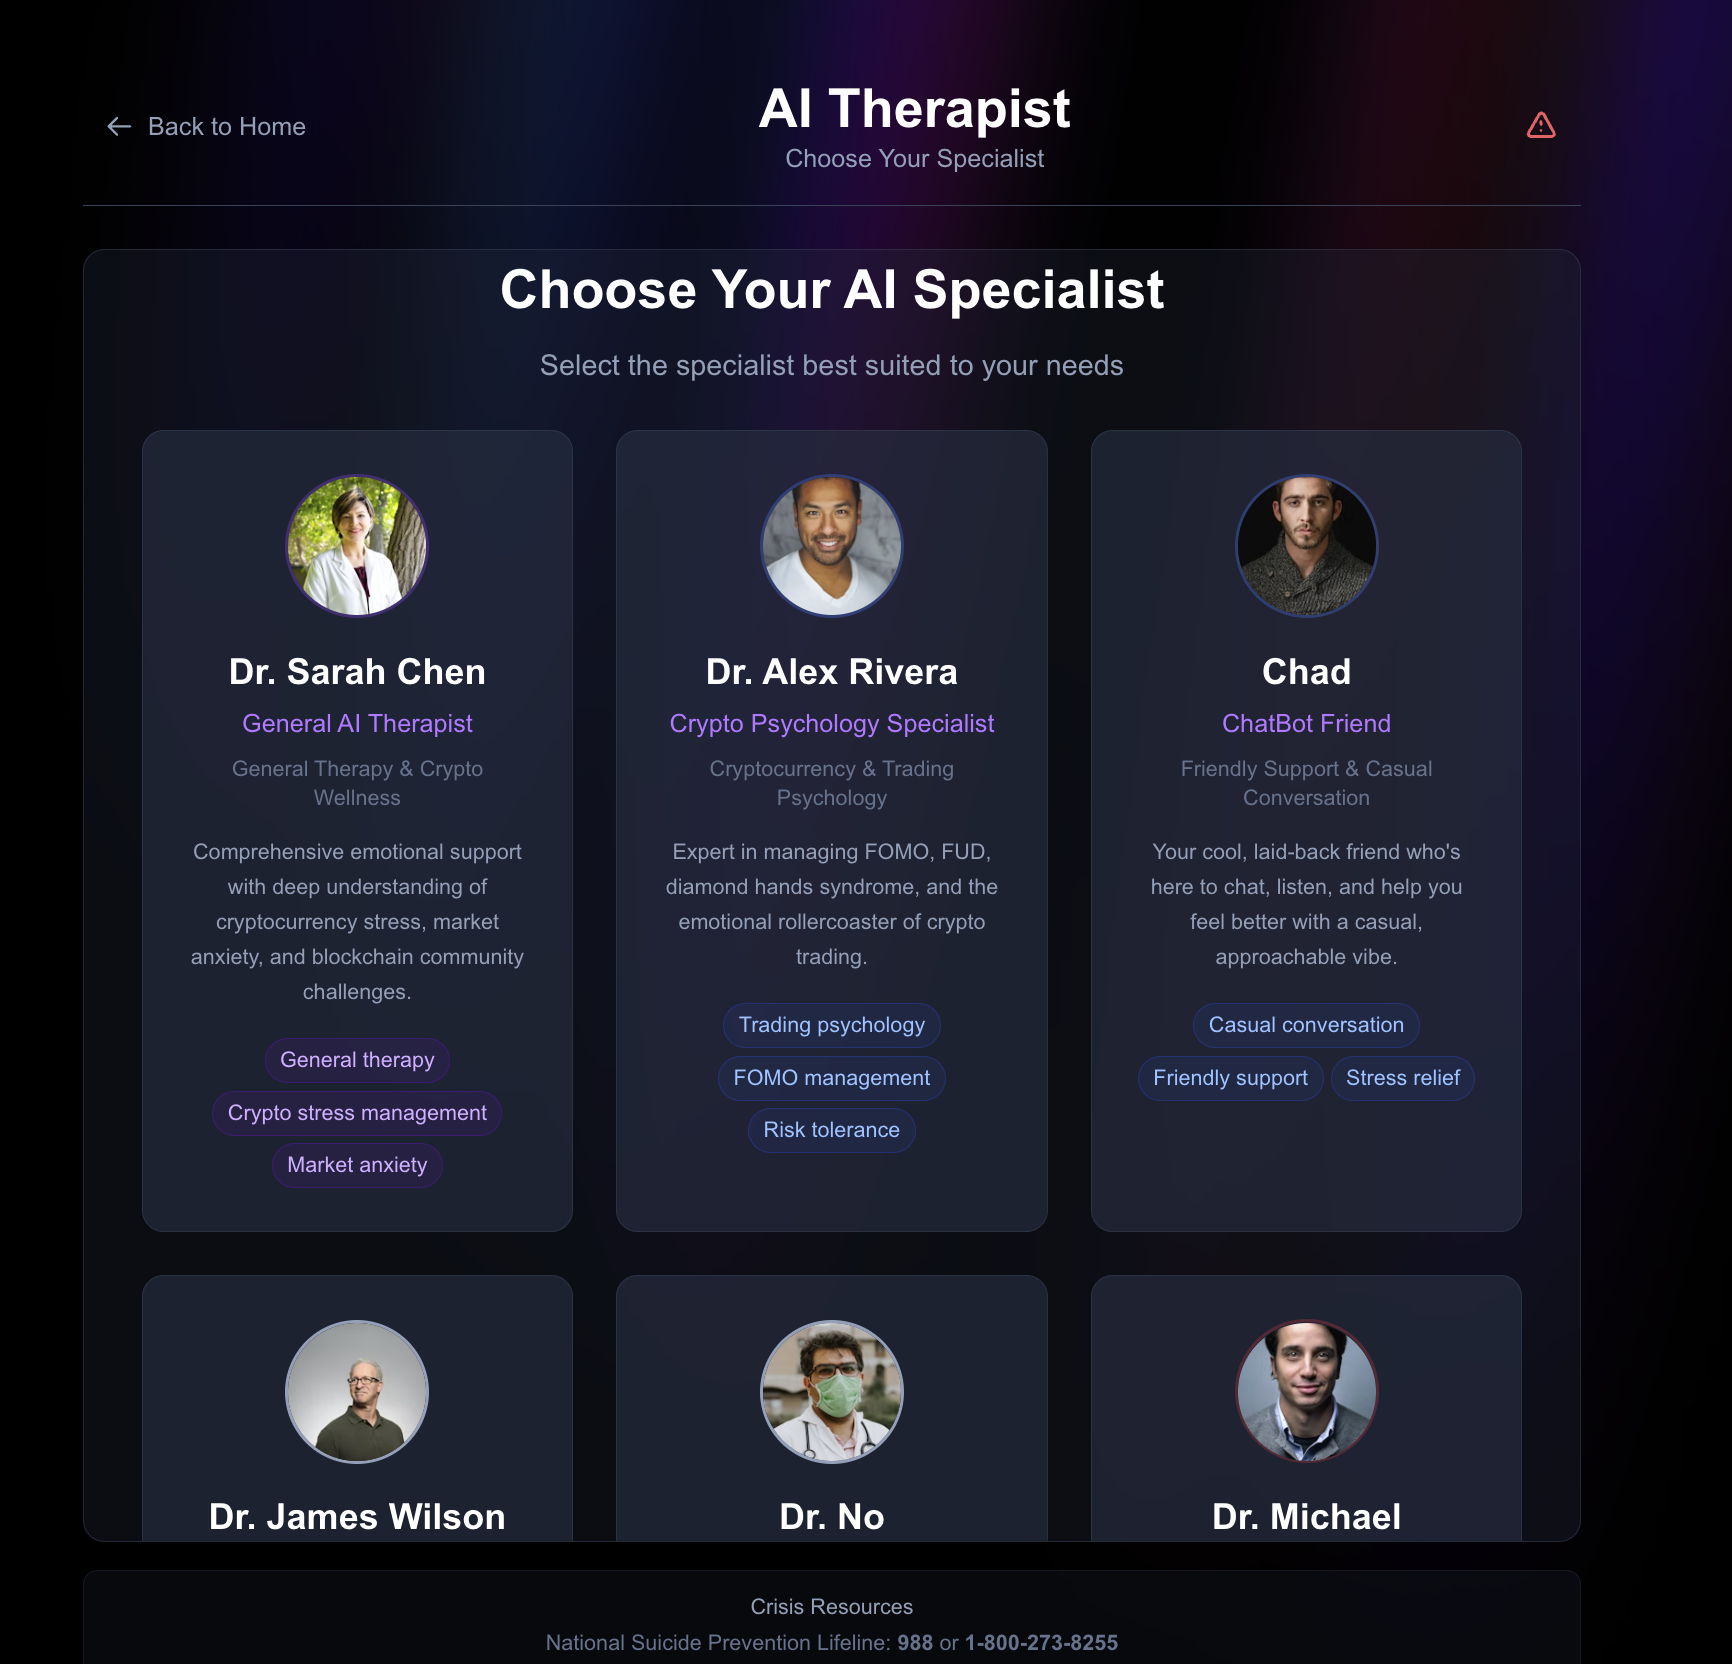 Back to Home
AI Therapist
Choose Your Specialist
Choose Your AI Specialist
Select the specialist best suited to your needs
Dr. Sarah Chen
General AI Therapist
General Therapy & Crypto
Wellness
Comprehensive emotional support
with deep understanding of
cryptocurrency stress, market
anxiety, and blockchain community
challenges.
General therapy
Crypto stress management
Market anxiety
Dr. Alex Rivera
Crypto Psychology Specialist
Cryptocurrency & Trading
Psychology
Expert in managing FOMO, FUD,
diamond hands syndrome, and the
emotional rollercoaster of crypto
trading.
Trading psychology
FOMO management
Risk tolerance
Chad
ChatBot Friend
Friendly Support & Casual
Conversation
Your cool, laid-back friend who's
here to chat, listen, and help you
feel better with a casual,
approachable vibe.
Casual conversation
Friendly support
Stress relief
Dr. James Wilson
Dr. No
Dr. Michael
Crisis Resources
National Suicide Prevention Lifeline: 988 or 1-800-273-8255